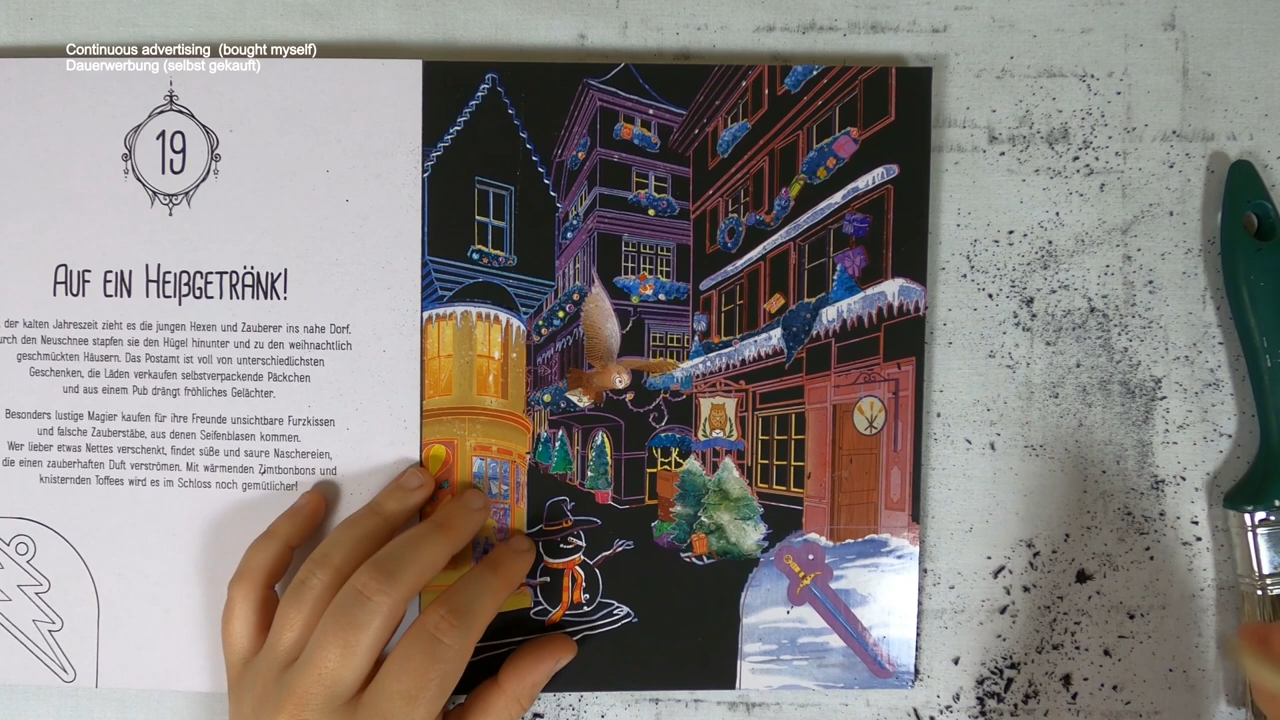 Continuous advertising (bought myself)
Dauerwerbung (selbst gekauft)
19
AUF EIN HEIßGETRÄNK!
der kalten Jahreszeit zieht es die jungen Hexen und Zauberer ins nahe Dorf.
den Neuschnee stapfen sie den Hügel hinunter und zu den weihnachtlich
geschmückten Häusern. Das Postamt ist voll von unterschiedlichsten
Geschenken, die Läden verkaufen selbstverpackende Päckchen
und aus einem Pub drängt fröhliches Gelächter.
Besonders lustige Magier kaufen für ihre Freunde unsichtbare Furzkissen
und falsche Zauberstäbe, aus denen Seifenblasen kommen.
Wer lieber etwas Nettes verschenkt, findet süße und saure Naschereien,
die einen zauberhaften Duft verströmen. Mit wärmenden Zimtbonbons und
knisternden Toffees wird es im Schloss noch gemütlicher!